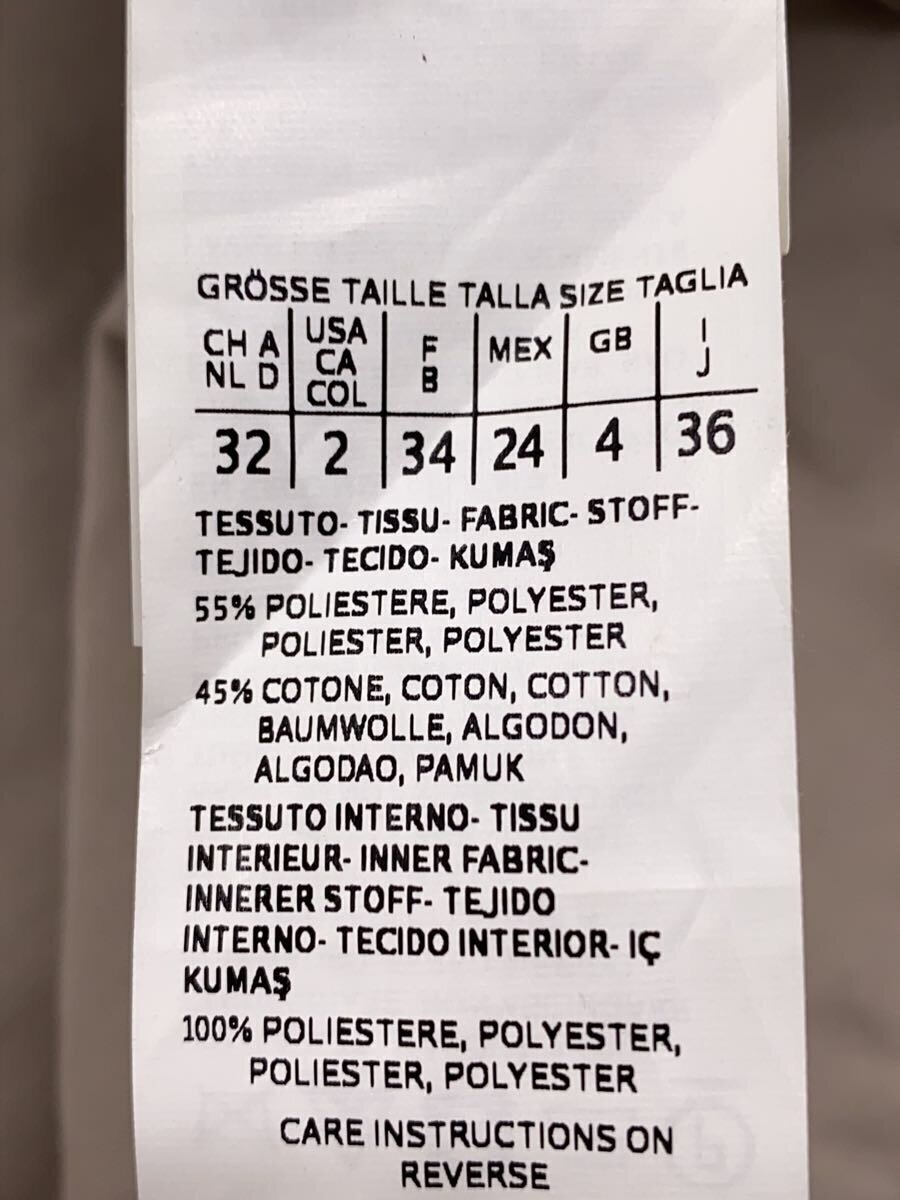 GRÖSSE TAILLE TALLA SIZE TAGLIA
CH A
NL D
USA
CA
COL
F
B
MEX
GB
I
J
32 2 34 24 4 36
TESSUTO- TISSU- FABRIC- STOFF-
TEJIDO- TECIDO- KUMAŞ
55% POLIESTERE, POLYESTER,
POLIESTER, POLYESTER
45% COTONE, COTON, COTTON,
BAUMWOLLE, ALGODON,
ALGODAO, PAMUK
TESSUTO INTERNO- TISSU
INTERIEUR- INNER FABRIC-
INNERER STOFF- TEJIDO
INTERNO- TECIDO INTERIOR- IÇ
KUMAŞ
100% POLIESTERE, POLYESTER,
POLIESTER, POLYESTER
CARE INSTRUCTIONS ON
REVERSE